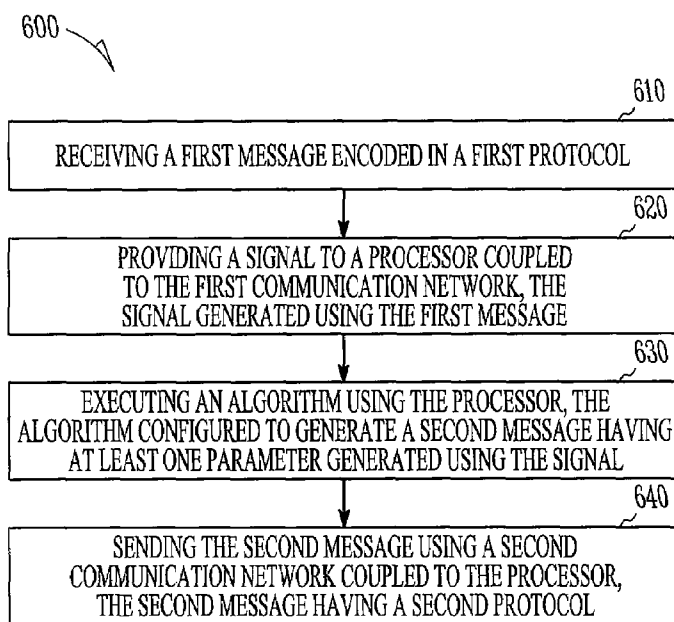 600
610
RECEIVING A FIRST MESSAGE ENCODED IN A FIRST PROTOCOL
620
PROVIDING A SIGNAL TO A PROCESSOR COUPLED
TO THE FIRST COMMUNICATION NETWORK, THE
SIGNAL GENERATED USING THE FIRST MESSAGE
630
EXECUTING AN ALGORITHM USING THE PROCESSOR, THE
ALGORITHM CONFIGURED TO GENERATE A SECOND MESSAGE HAVING
AT LEAST ONE PARAMETER GENERATED USING THE SIGNAL
640
SENDING THE SECOND MESSAGE USING A SECOND
COMMUNICATION NETWORK COUPLED TO THE PROCESSOR,
THE SECOND MESSAGE HAVING A SECOND PROTOCOL